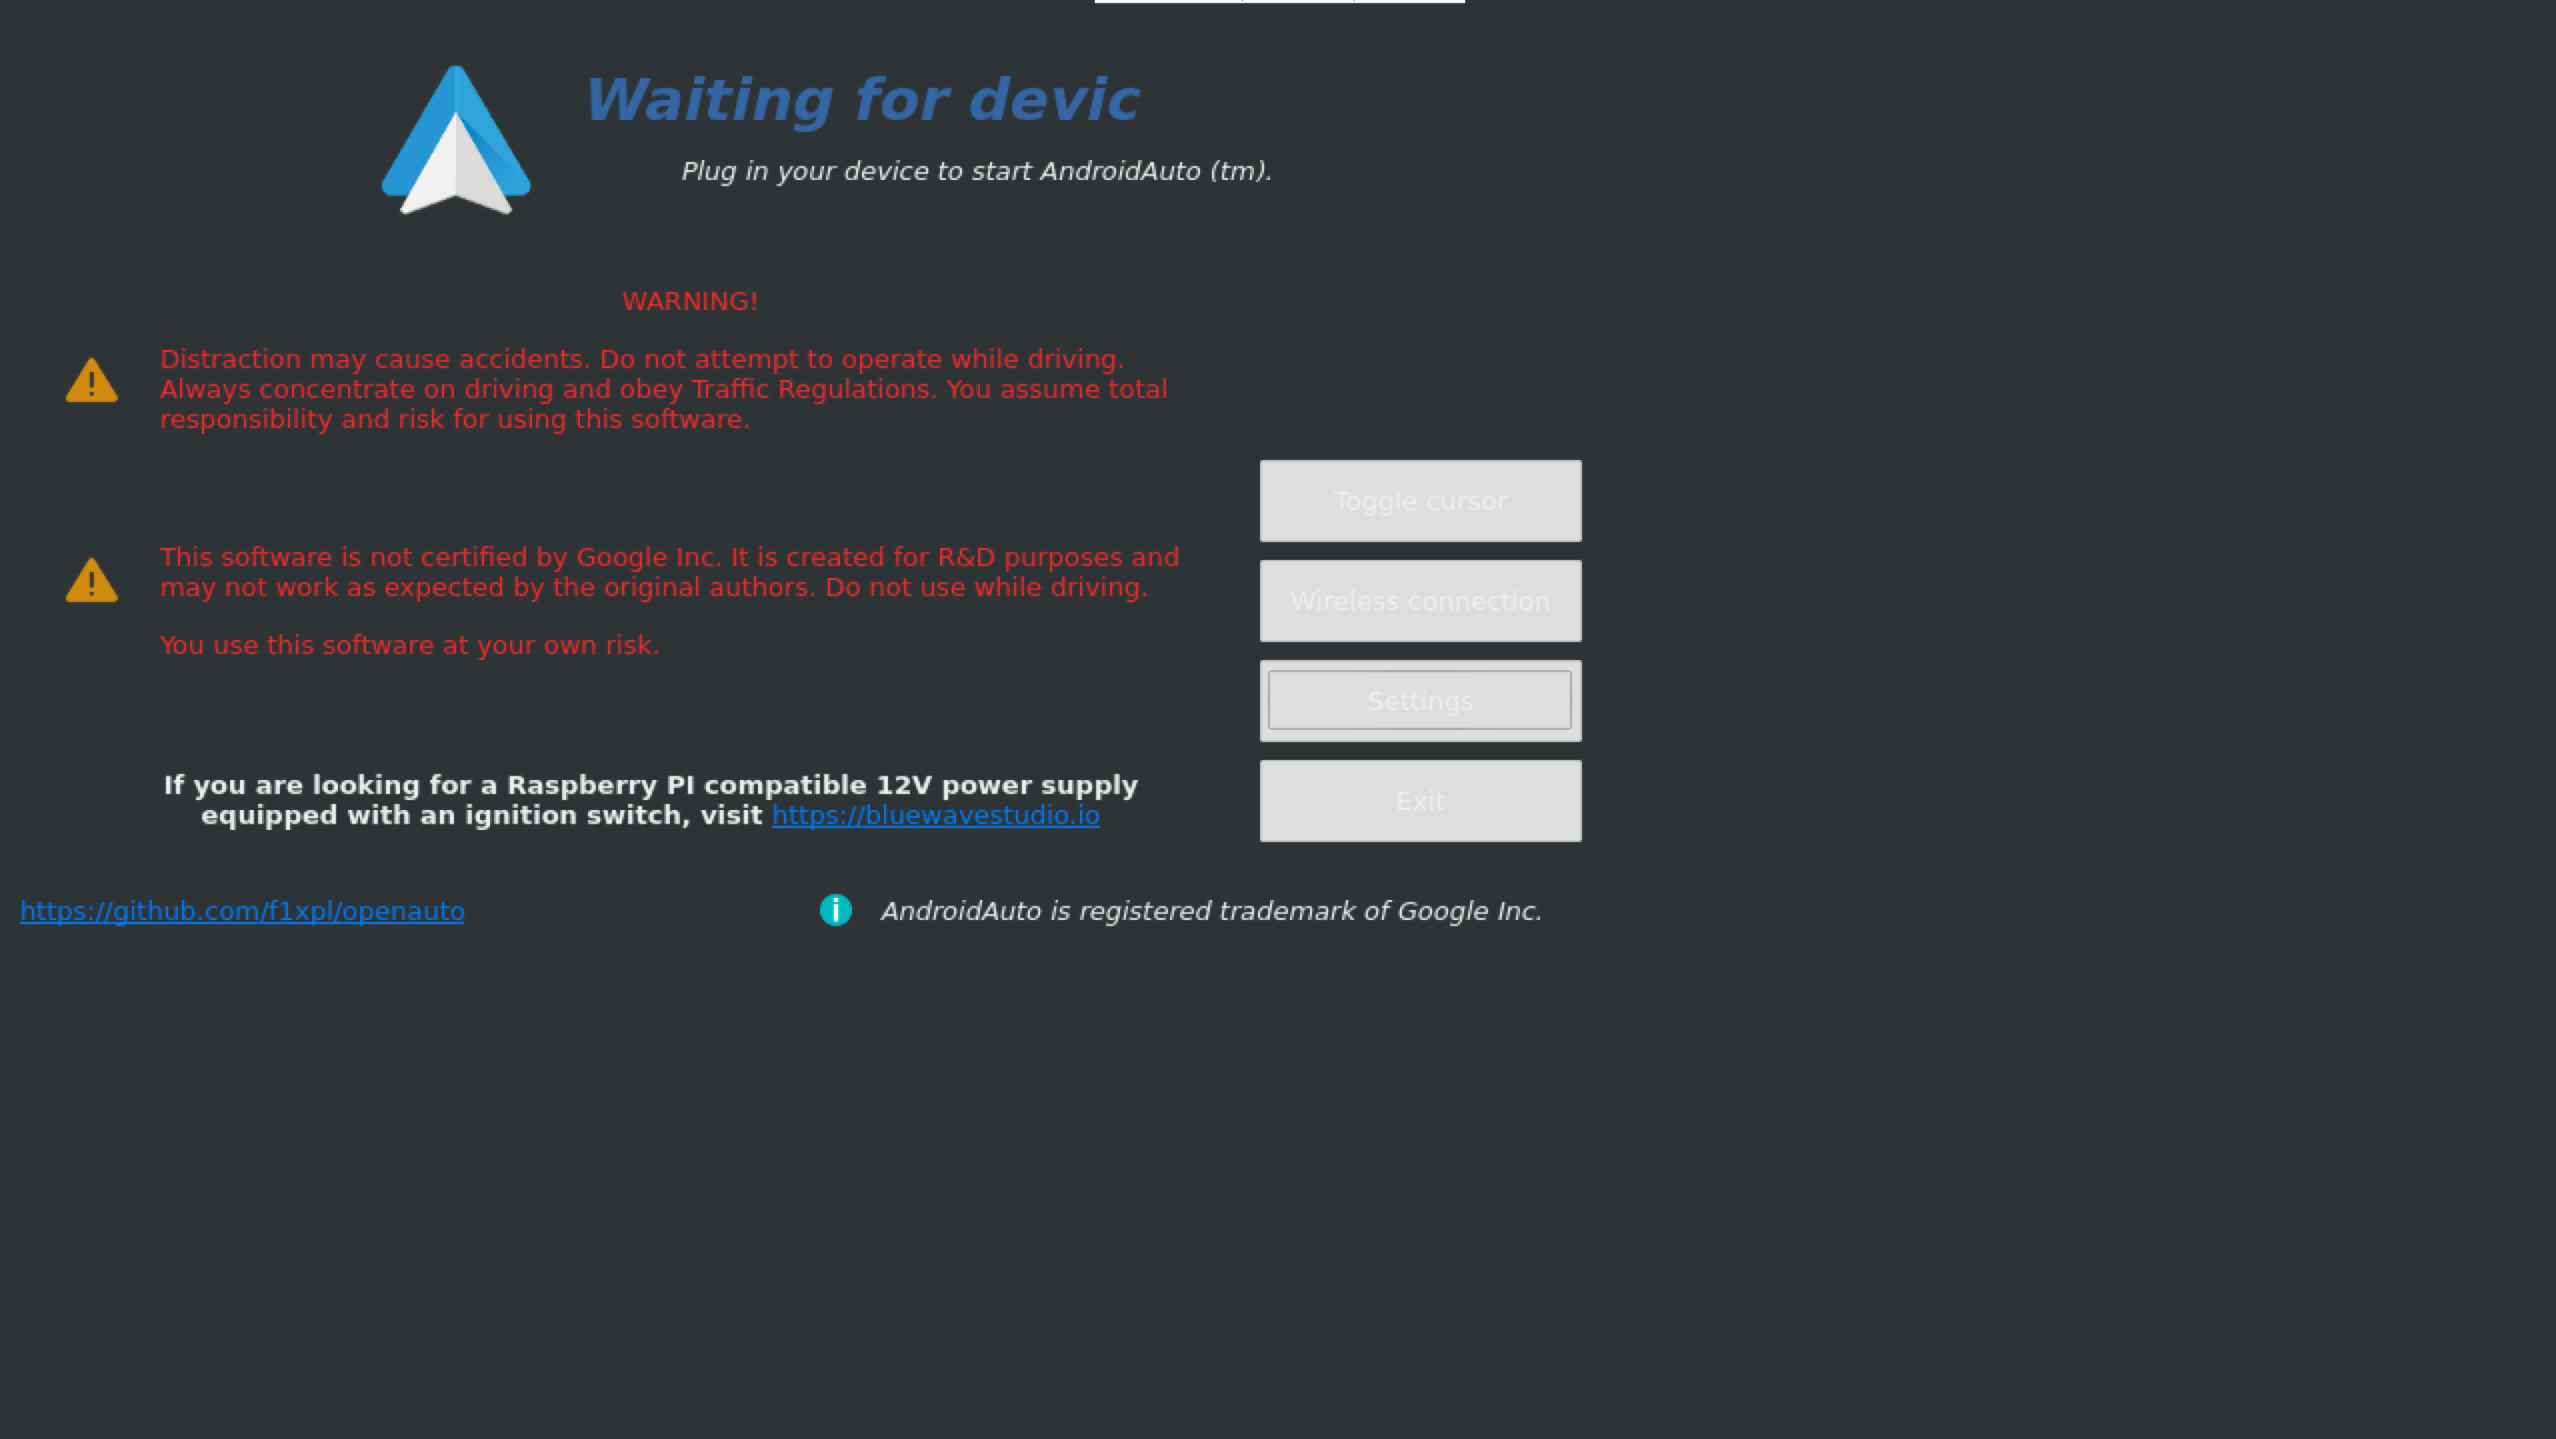 Waiting for devic
Plug in your device to start AndroidAuto (tm).
WARNING!
Distraction may cause accidents. Do not attempt to operate while driving.
Always concentrate on driving and obey Traffic Regulations. You assume total
responsibility and risk for using this software.
This software is not certified by Google Inc. It is created for R&D purposes and
may not work as expected by the original authors. Do not use while driving.
You use this software at your own risk.
Toggle cursor
Wireless connection
Settings
Exit
If you are looking for a Raspberry PI compatible 12V power supply
equipped with an ignition switch, visit https://bluewavestudio.io
https://github.com/f1xpl/openauto
AndroidAuto is registered trademark of Google Inc.